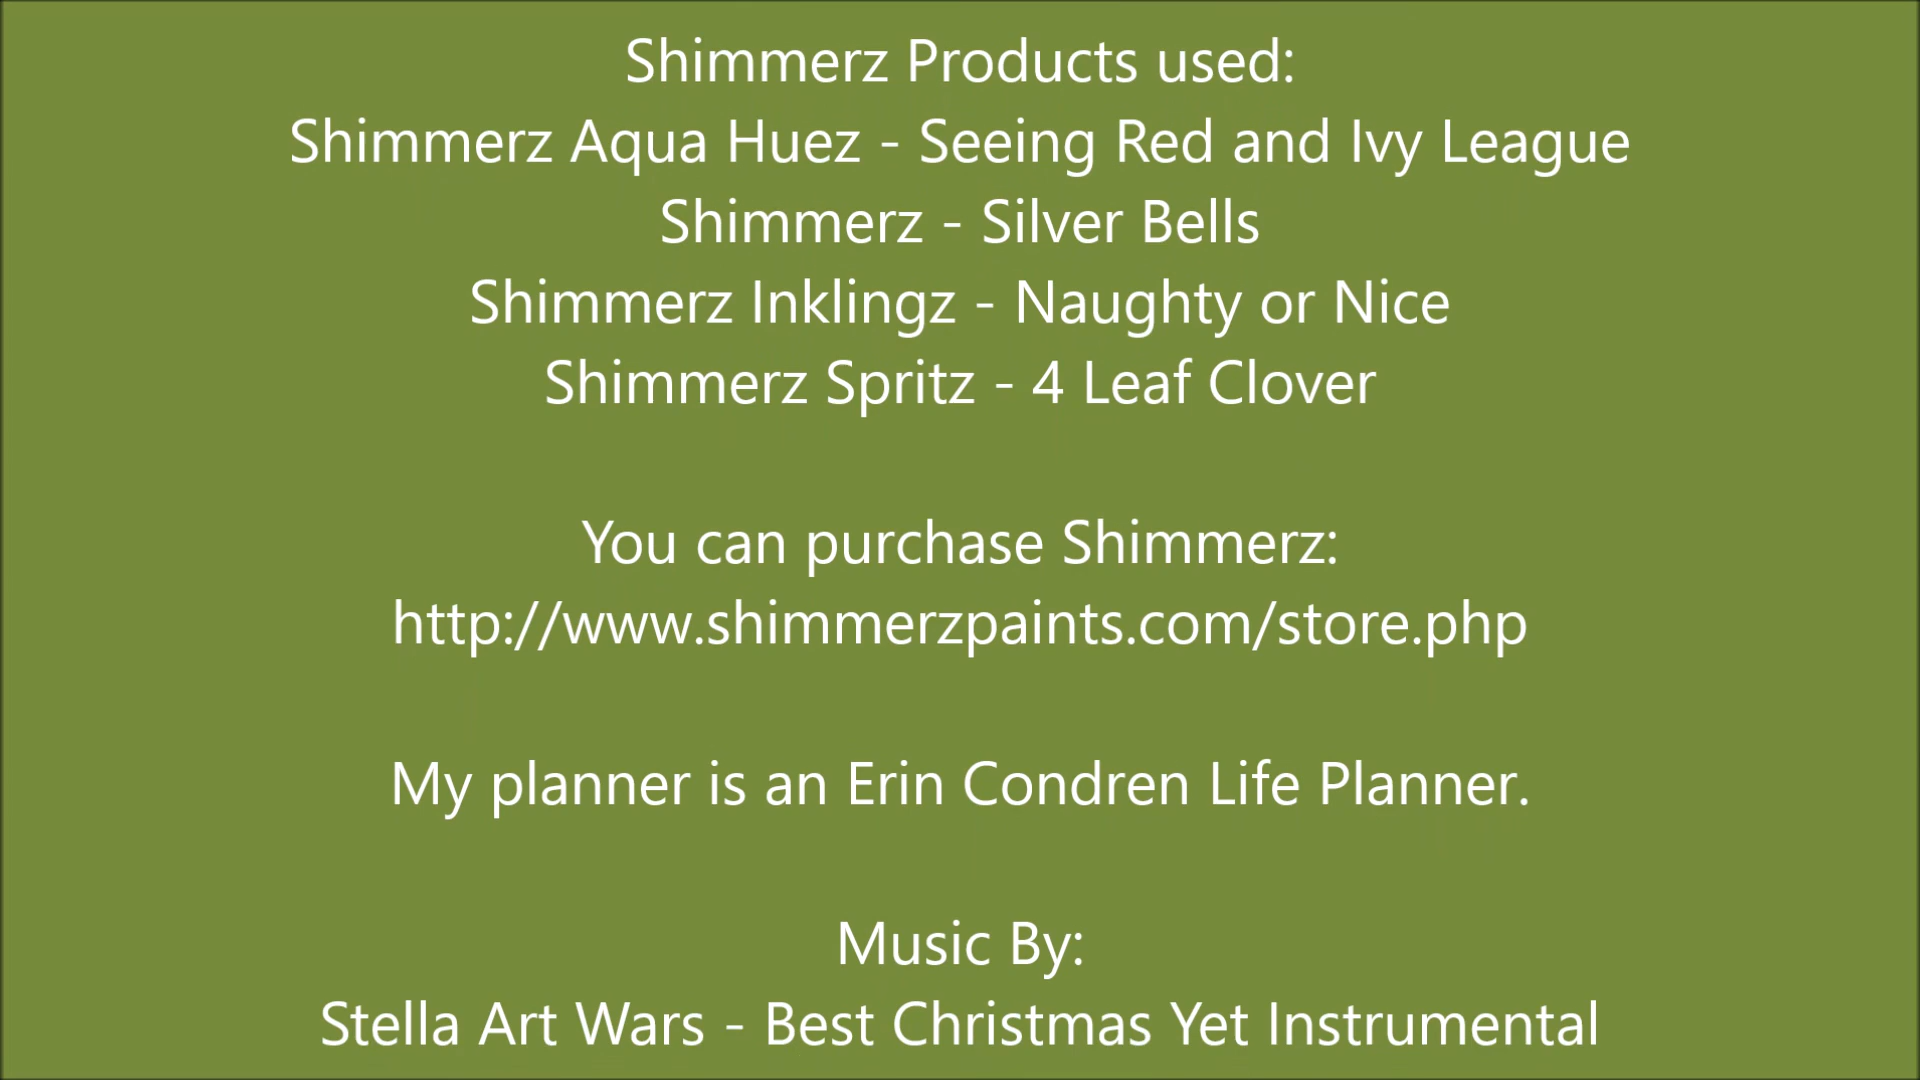 Shimmerz Products used:
Shimmerz Aqua Huez - Seeing Red and Ivy League
Shimmerz - Silver Bells
Shimmerz Inklingz - Naughty or Nice
Shimmerz Spritz - 4 Leaf Clover
You can purchase Shimmerz:
http://www.shimmerzpaints.com/store.php
My planner is an Erin Condren Life Planner.
Music By:
Stella Art Wars - Best Christmas Yet Instrumental